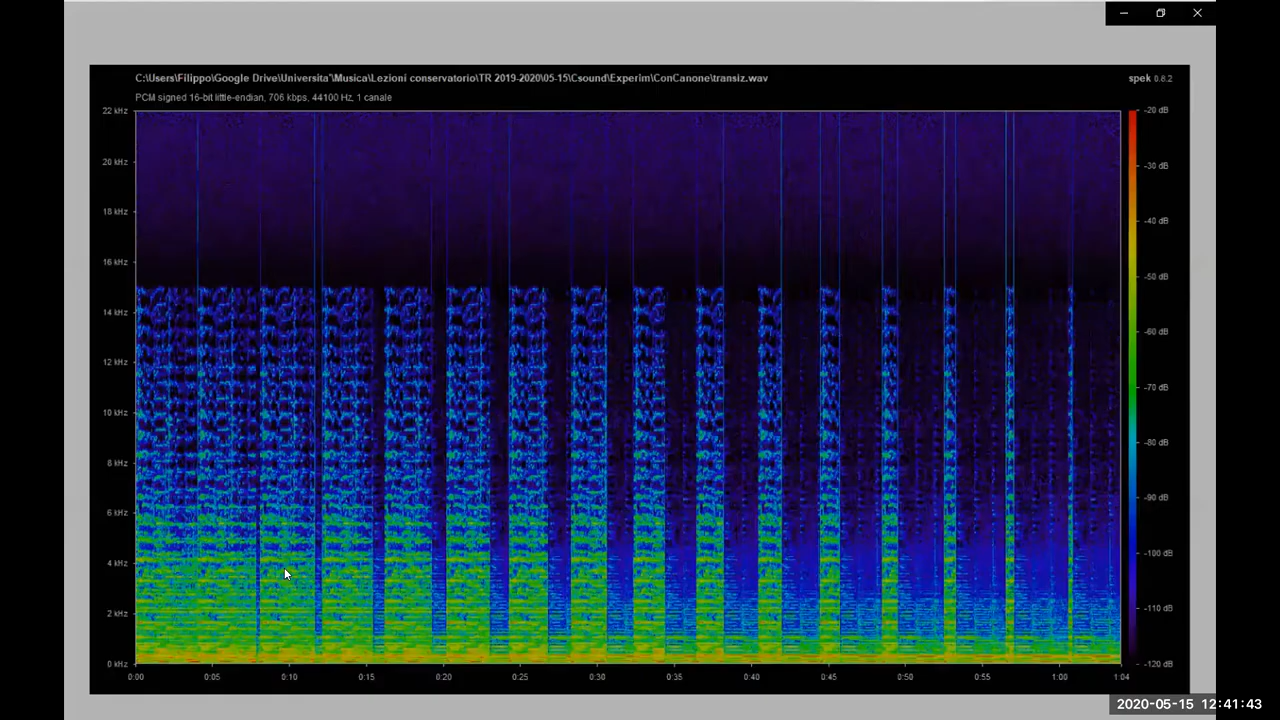 C:\Users\Filippo\Google Drive\Universita'\Musica\Lezioni conservatorio\TR 2019-2020\05-15\Csound\Experim\ConCanone\transiz.wav
spek 0.8.2
PCM signed 16-bit little-endian, 706 kbps, 44100 Hz, 1 canale
22 kHz
20 kHz
18 kHz
16 kHz
14 kHz
12 kHz
10 kHz
8 kHz
6 kHz
4 kHz
2 kHz
0 kHz
-20 dB
-30 dB
-40 dB
-50 dB
-60 dB
-70 dB
-80 dB
-90 dB
-100 dB
-110 dB
-120 dB
0:00 0:05 0:10 0:15 0:20 0:25 0:30 0:35 0:40 0:45 0:50 0:55 1:00 1:04
2020-05-15 12:41:43